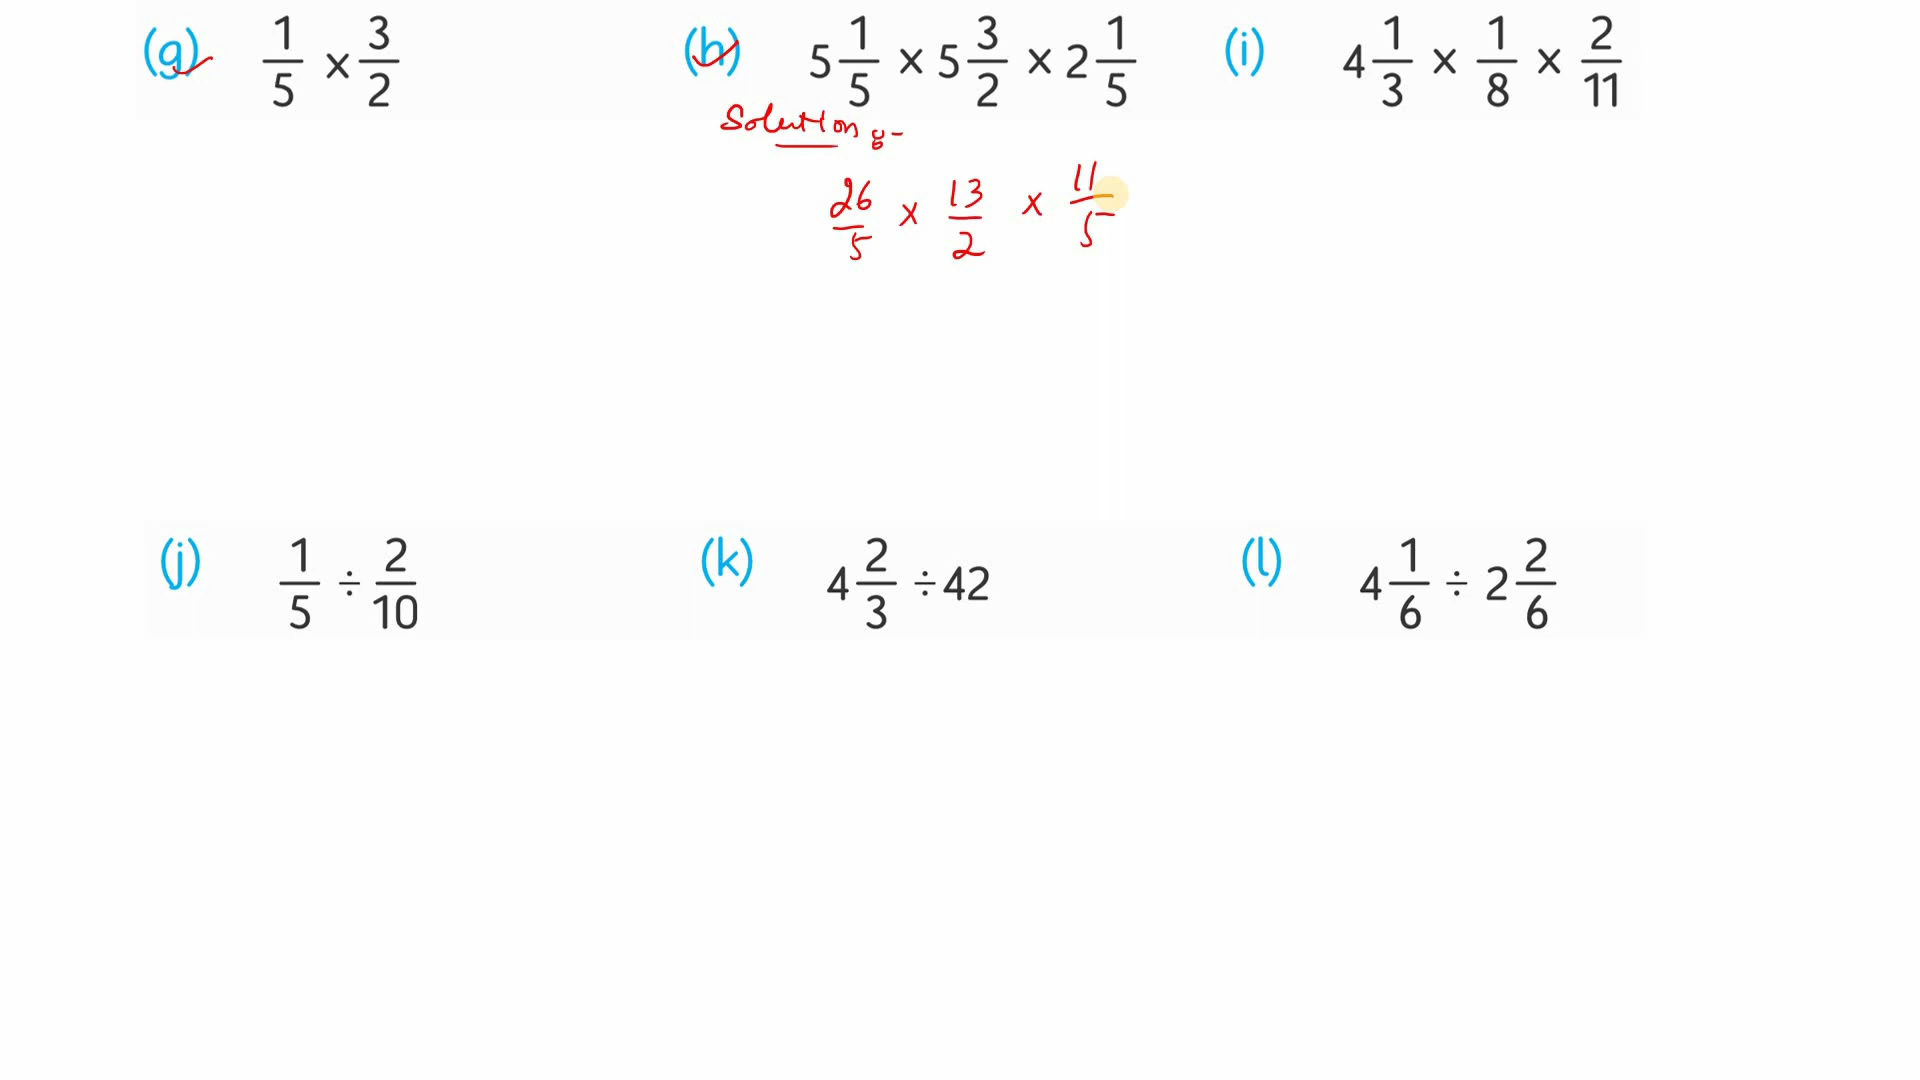 (g) 1/5 × 3/2
(h) 5 1/5 × 5 3/2 × 2 1/5
(i) 4 1/3 × 1/8 × 2/11
Solution :-
26/5 × 13/2 × 11/5
(j) 1/5 ÷ 2/10
(k) 4 2/3 ÷ 42
(l) 4 1/6 ÷ 2 2/6